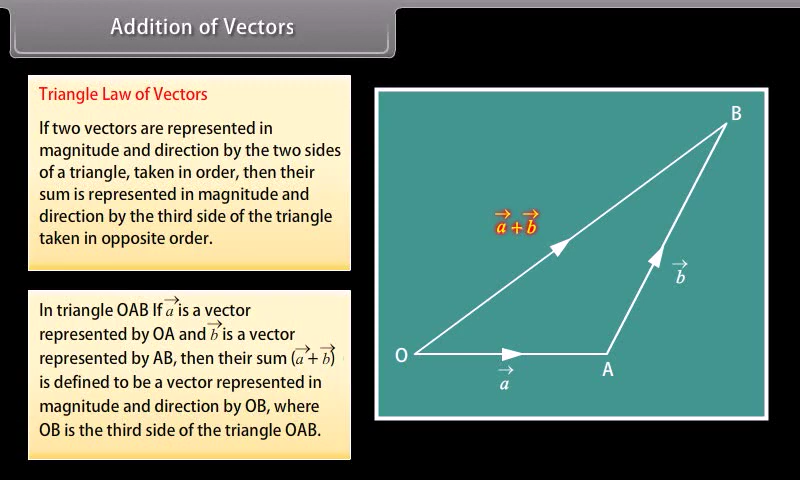 Addition of Vectors
Triangle Law of Vectors
If two vectors are represented in
magnitude and direction by the two sides
of a triangle, taken in order, then their
sum is represented in magnitude and
direction by the third side of the triangle
taken in opposite order.
In triangle OAB If a⃗ is a vector
represented by OA and b⃗ is a vector
represented by AB, then their sum (a⃗ + b⃗)
is defined to be a vector represented in
magnitude and direction by OB, where
OB is the third side of the triangle OAB.
B
a⃗ + b⃗
b⃗
O
A
a⃗